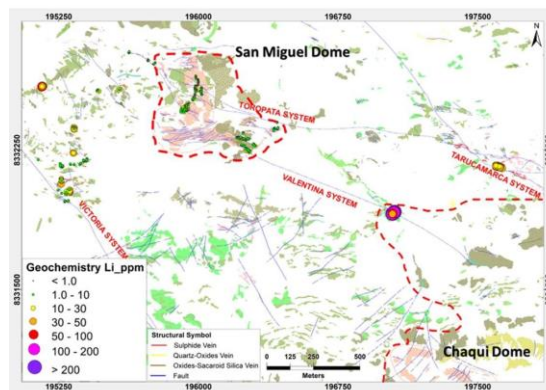 195250 196000 196750 197500
San Miguel Dome
N
TOROPATA SYSTEM
8332250
TARUCAMARCA SYSTEM
VALENTINA SYSTEM
VICTORIA SYSTEM
8331500
Geochemistry Li_ppm
< 1.0
1.0 - 10
10 - 30
30 - 50
50 - 100
100 - 200
> 200
Structural Symbol
Sulphide Vein
Quartz-Oxides Vein
Oxides-Sacaroid Silica Vein
Fault
0 125 250 500
Meters
Chaqui Dome
195250 196000 196750 197500